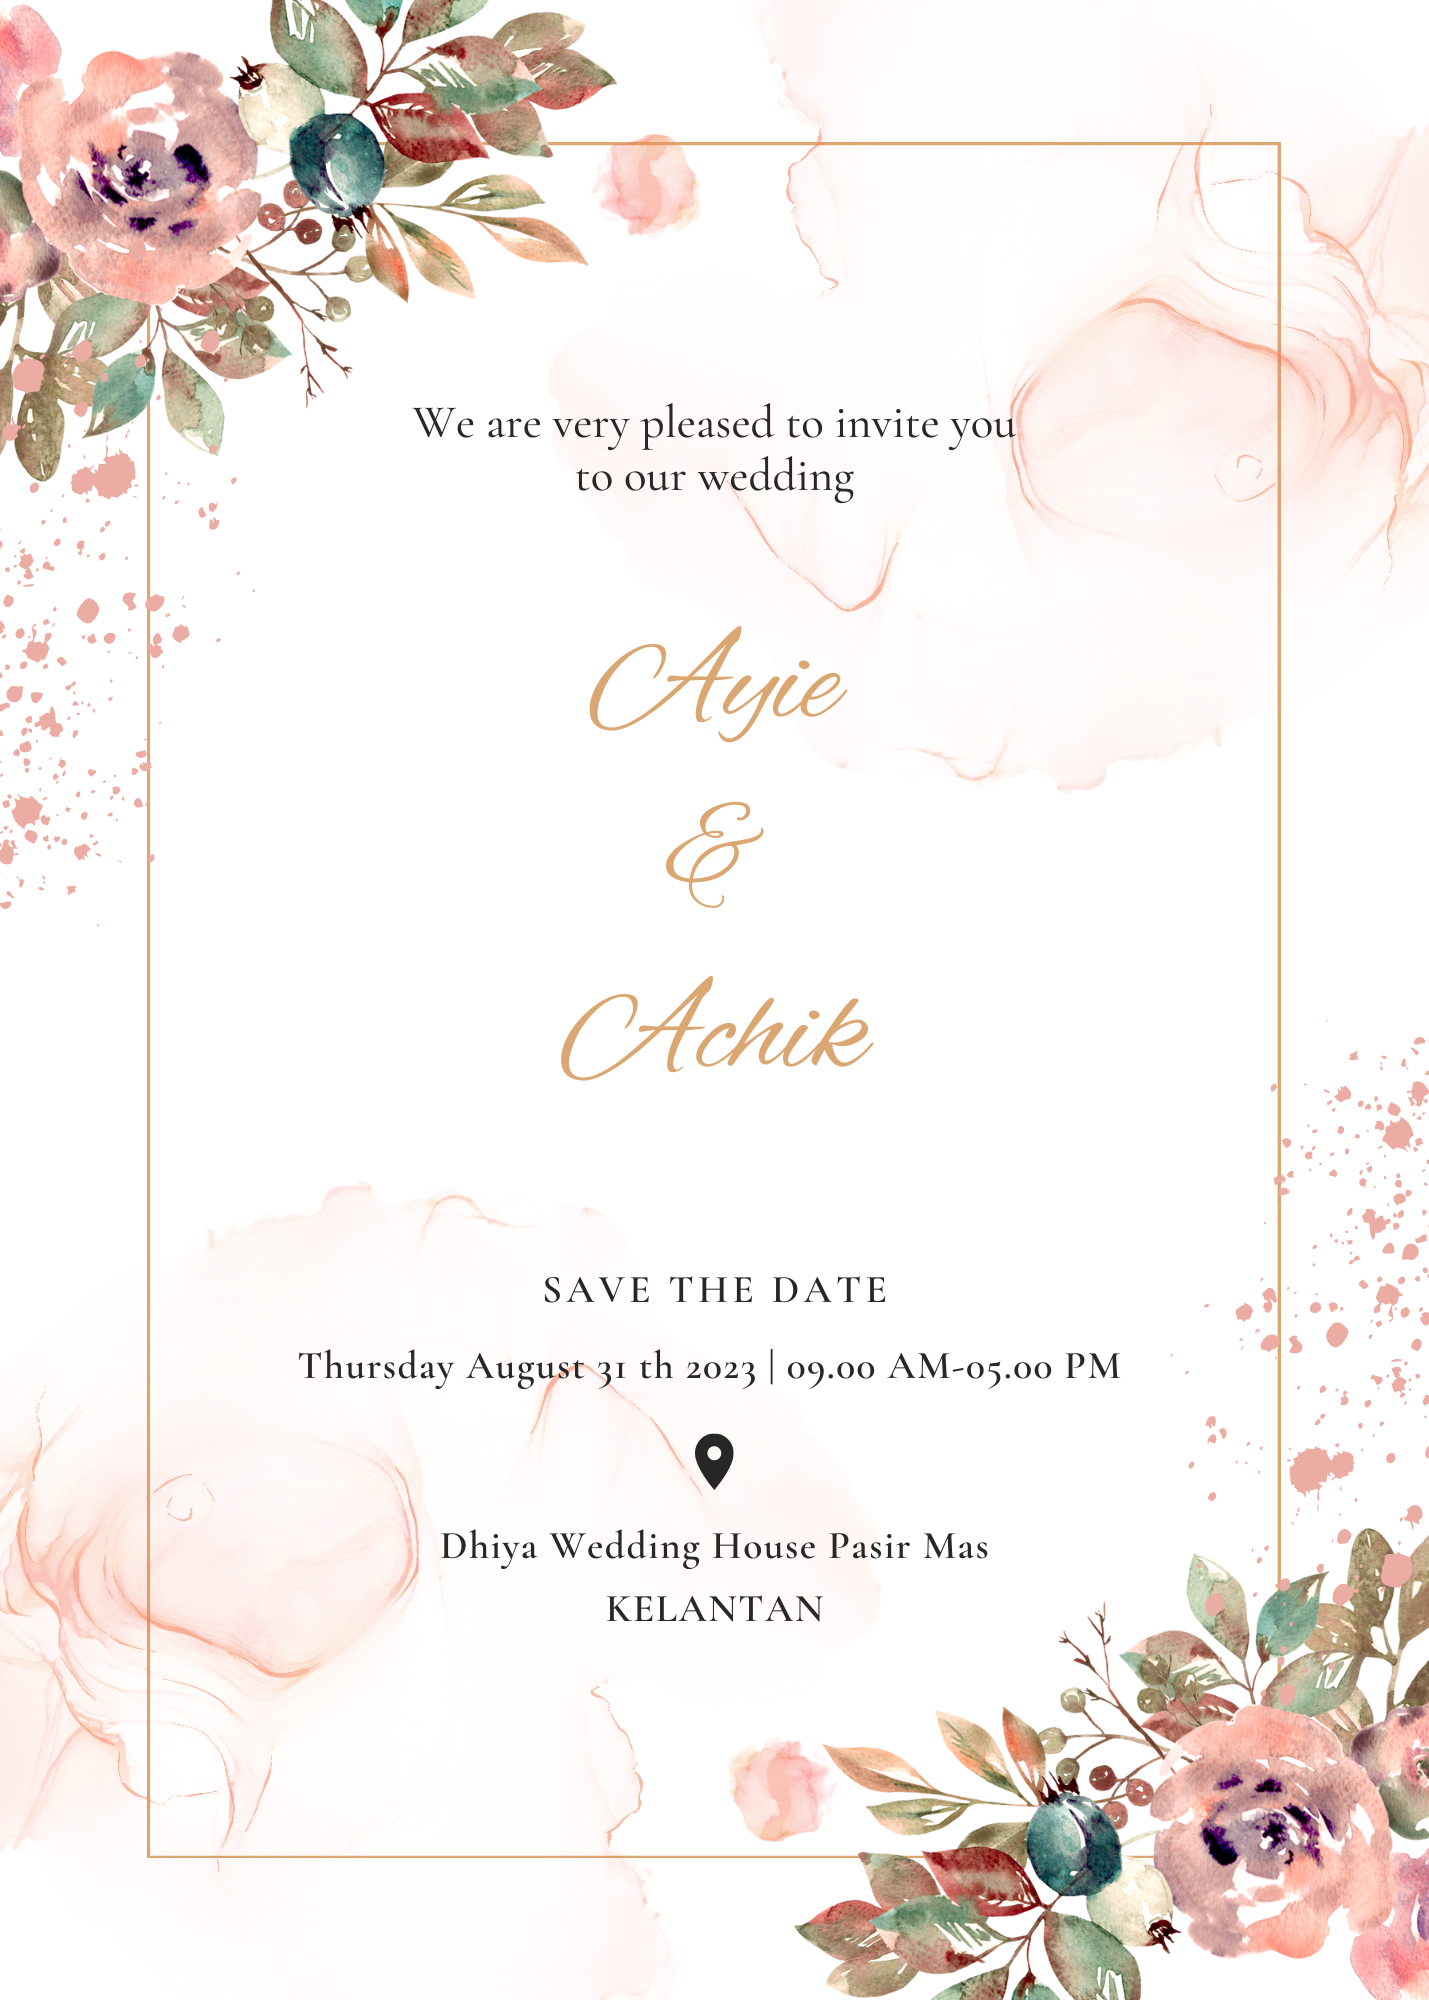 We are very pleased to invite you
to our wedding
Ayie
&
Achik
SAVE THE DATE
Thursday August 31 th 2023 | 09.00 AM-05.00 PM
Dhiya Wedding House Pasir Mas
KELANTAN